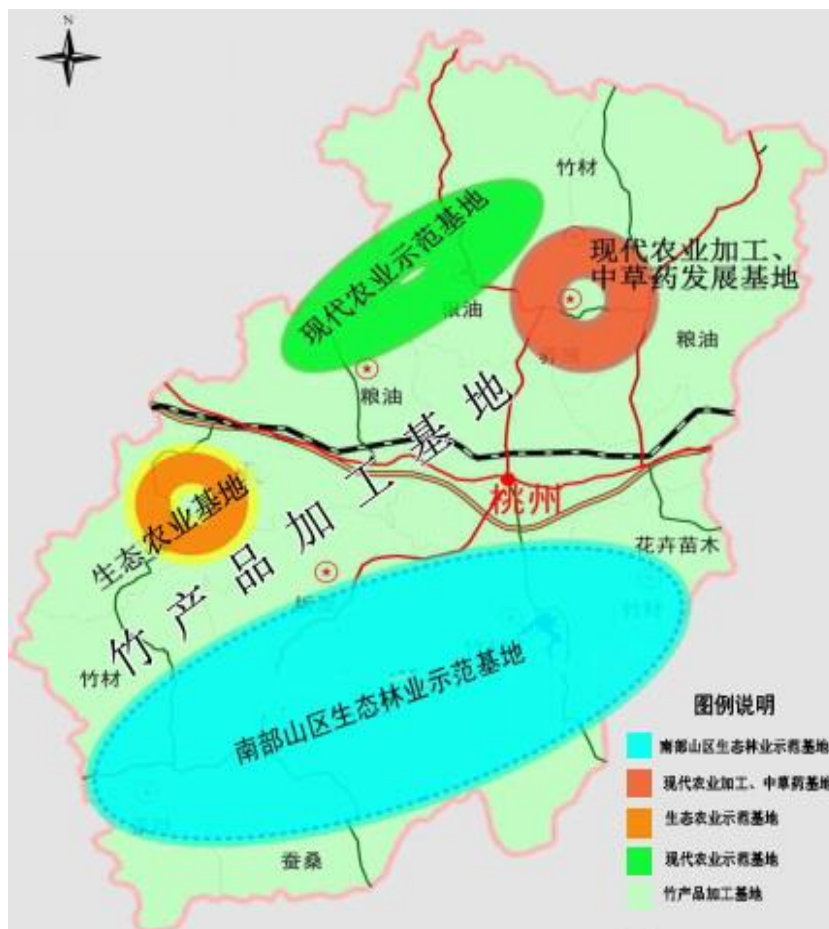 N
竹材
现代农业示范基地
现代农业加工、
中草药发展基地
粮油
粮油
粮油
竹产品加工基地
桃州
生态农业基地
花卉苗木
竹材
竹材
南部山区生态林业示范基地
蚕桑
图例说明
南部山区生态林业示范基地
现代农业加工、中草药基地
生态农业示范基地
现代农业示范基地
竹产品加工基地